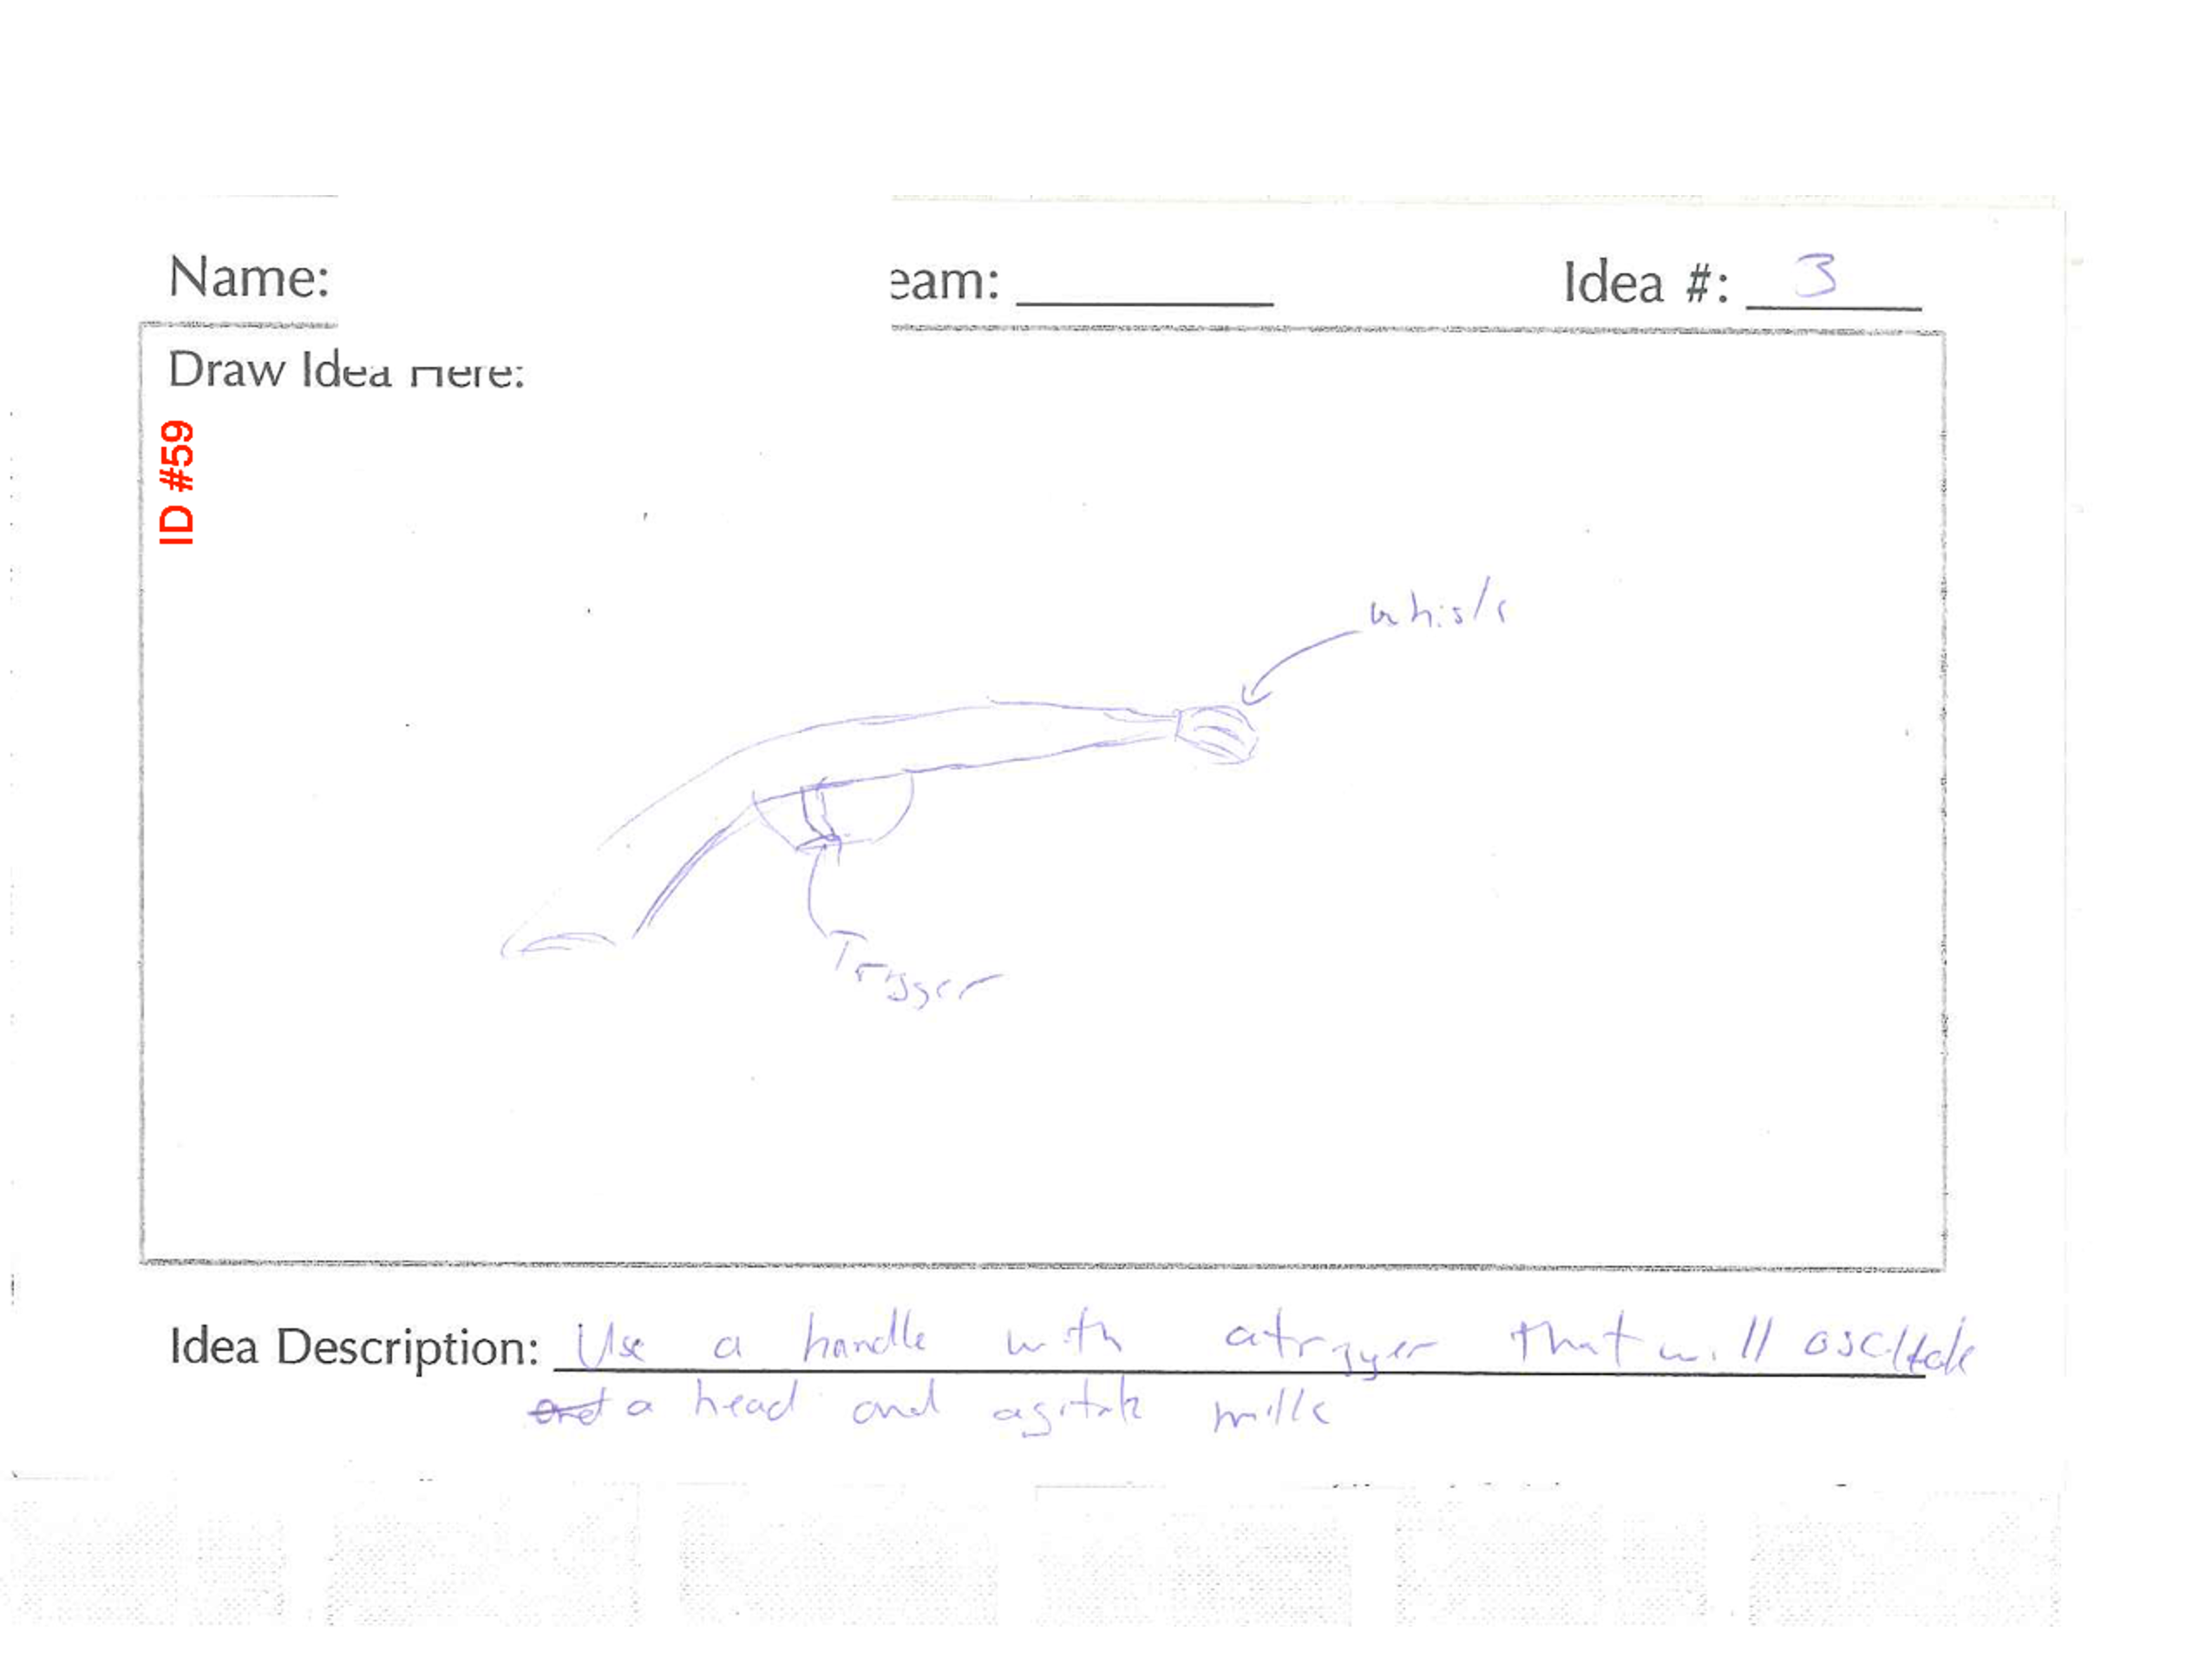 Name: eam: Idea #: 3
Draw Idea Here:
ID #59
whisk
Trigger
Idea Description: Use a handle with a trigger that will oscillate
a head and agitate milk